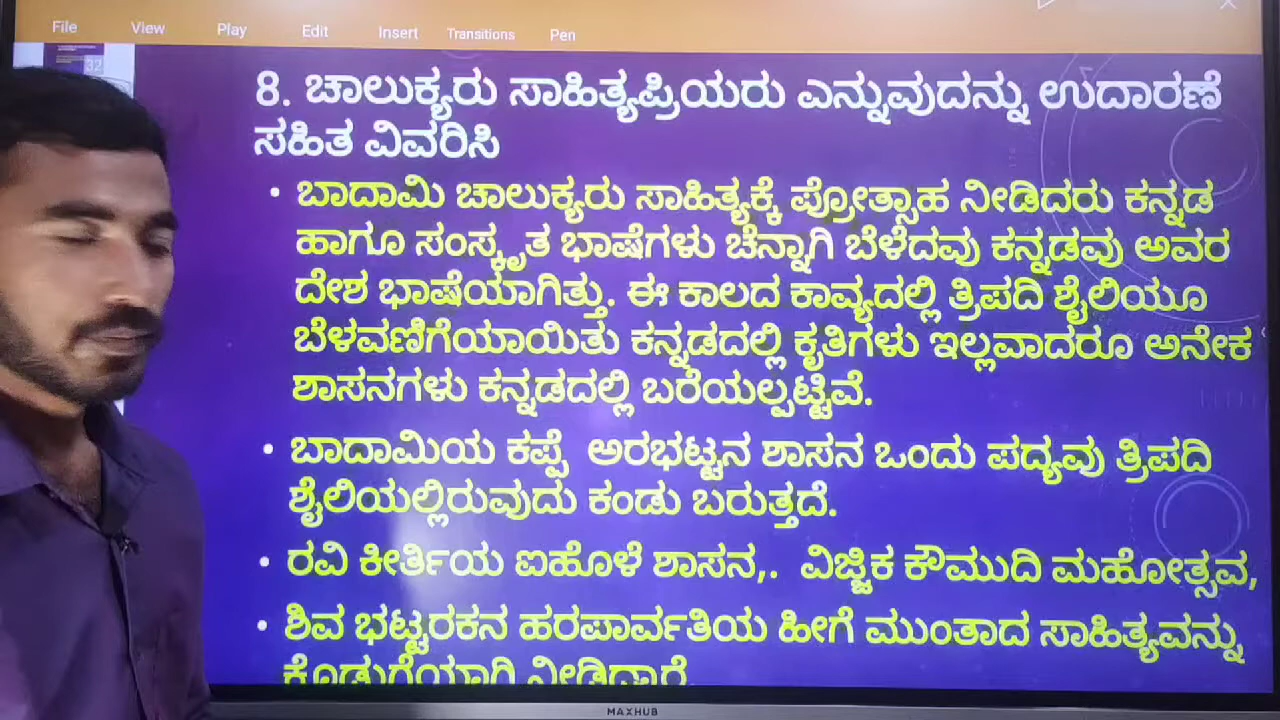 File View Play Edit Insert Transitions Pen
32
8. ಚಾಲುಕ್ಯರು ಸಾಹಿತ್ಯಪ್ರಿಯರು ಎನ್ನುವುದನ್ನು ಉದಾರಣೆ
ಸಹಿತ ವಿವರಿಸಿ
• ಬಾದಾಮಿ ಚಾಲುಕ್ಯರು ಸಾಹಿತ್ಯಕ್ಕೆ ಪ್ರೋತ್ಸಾಹ ನೀಡಿದರು ಕನ್ನಡ
ಹಾಗೂ ಸಂಸ್ಕೃತ ಭಾಷೆಗಳು ಚೆನ್ನಾಗಿ ಬೆಳೆದವು ಕನ್ನಡವು ಅವರ
ದೇಶ ಭಾಷೆಯಾಗಿತ್ತು. ಈ ಕಾಲದ ಕಾವ್ಯದಲ್ಲಿ ತ್ರಿಪದಿ ಶೈಲಿಯೂ
ಬೆಳವಣಿಗೆಯಾಯಿತು ಕನ್ನಡದಲ್ಲಿ ಕೃತಿಗಳು ಇಲ್ಲವಾದರೂ ಅನೇಕ
ಶಾಸನಗಳು ಕನ್ನಡದಲ್ಲಿ ಬರೆಯಲ್ಪಟ್ಟಿವೆ.
• ಬಾದಾಮಿಯ ಕಪ್ಪೆ ಅರಭಟ್ಟನ ಶಾಸನ ಒಂದು ಪದ್ಯವು ತ್ರಿಪದಿ
ಶೈಲಿಯಲ್ಲಿರುವುದು ಕಂಡು ಬರುತ್ತದೆ.
• ರವಿ ಕೀರ್ತಿಯ ಐಹೊಳೆ ಶಾಸನ,. ವಿಜ್ಜಿಕ ಕೌಮುದಿ ಮಹೋತ್ಸವ,
• ಶಿವ ಭಟ್ಟರಕನ ಹರಪಾರ್ವತಿಯ ಹೀಗೆ ಮುಂತಾದ ಸಾಹಿತ್ಯವನ್ನು
ಕೊಡುಗೆಯಾಗಿ ನೀಡಿದ್ದಾರೆ.
MAXHUB